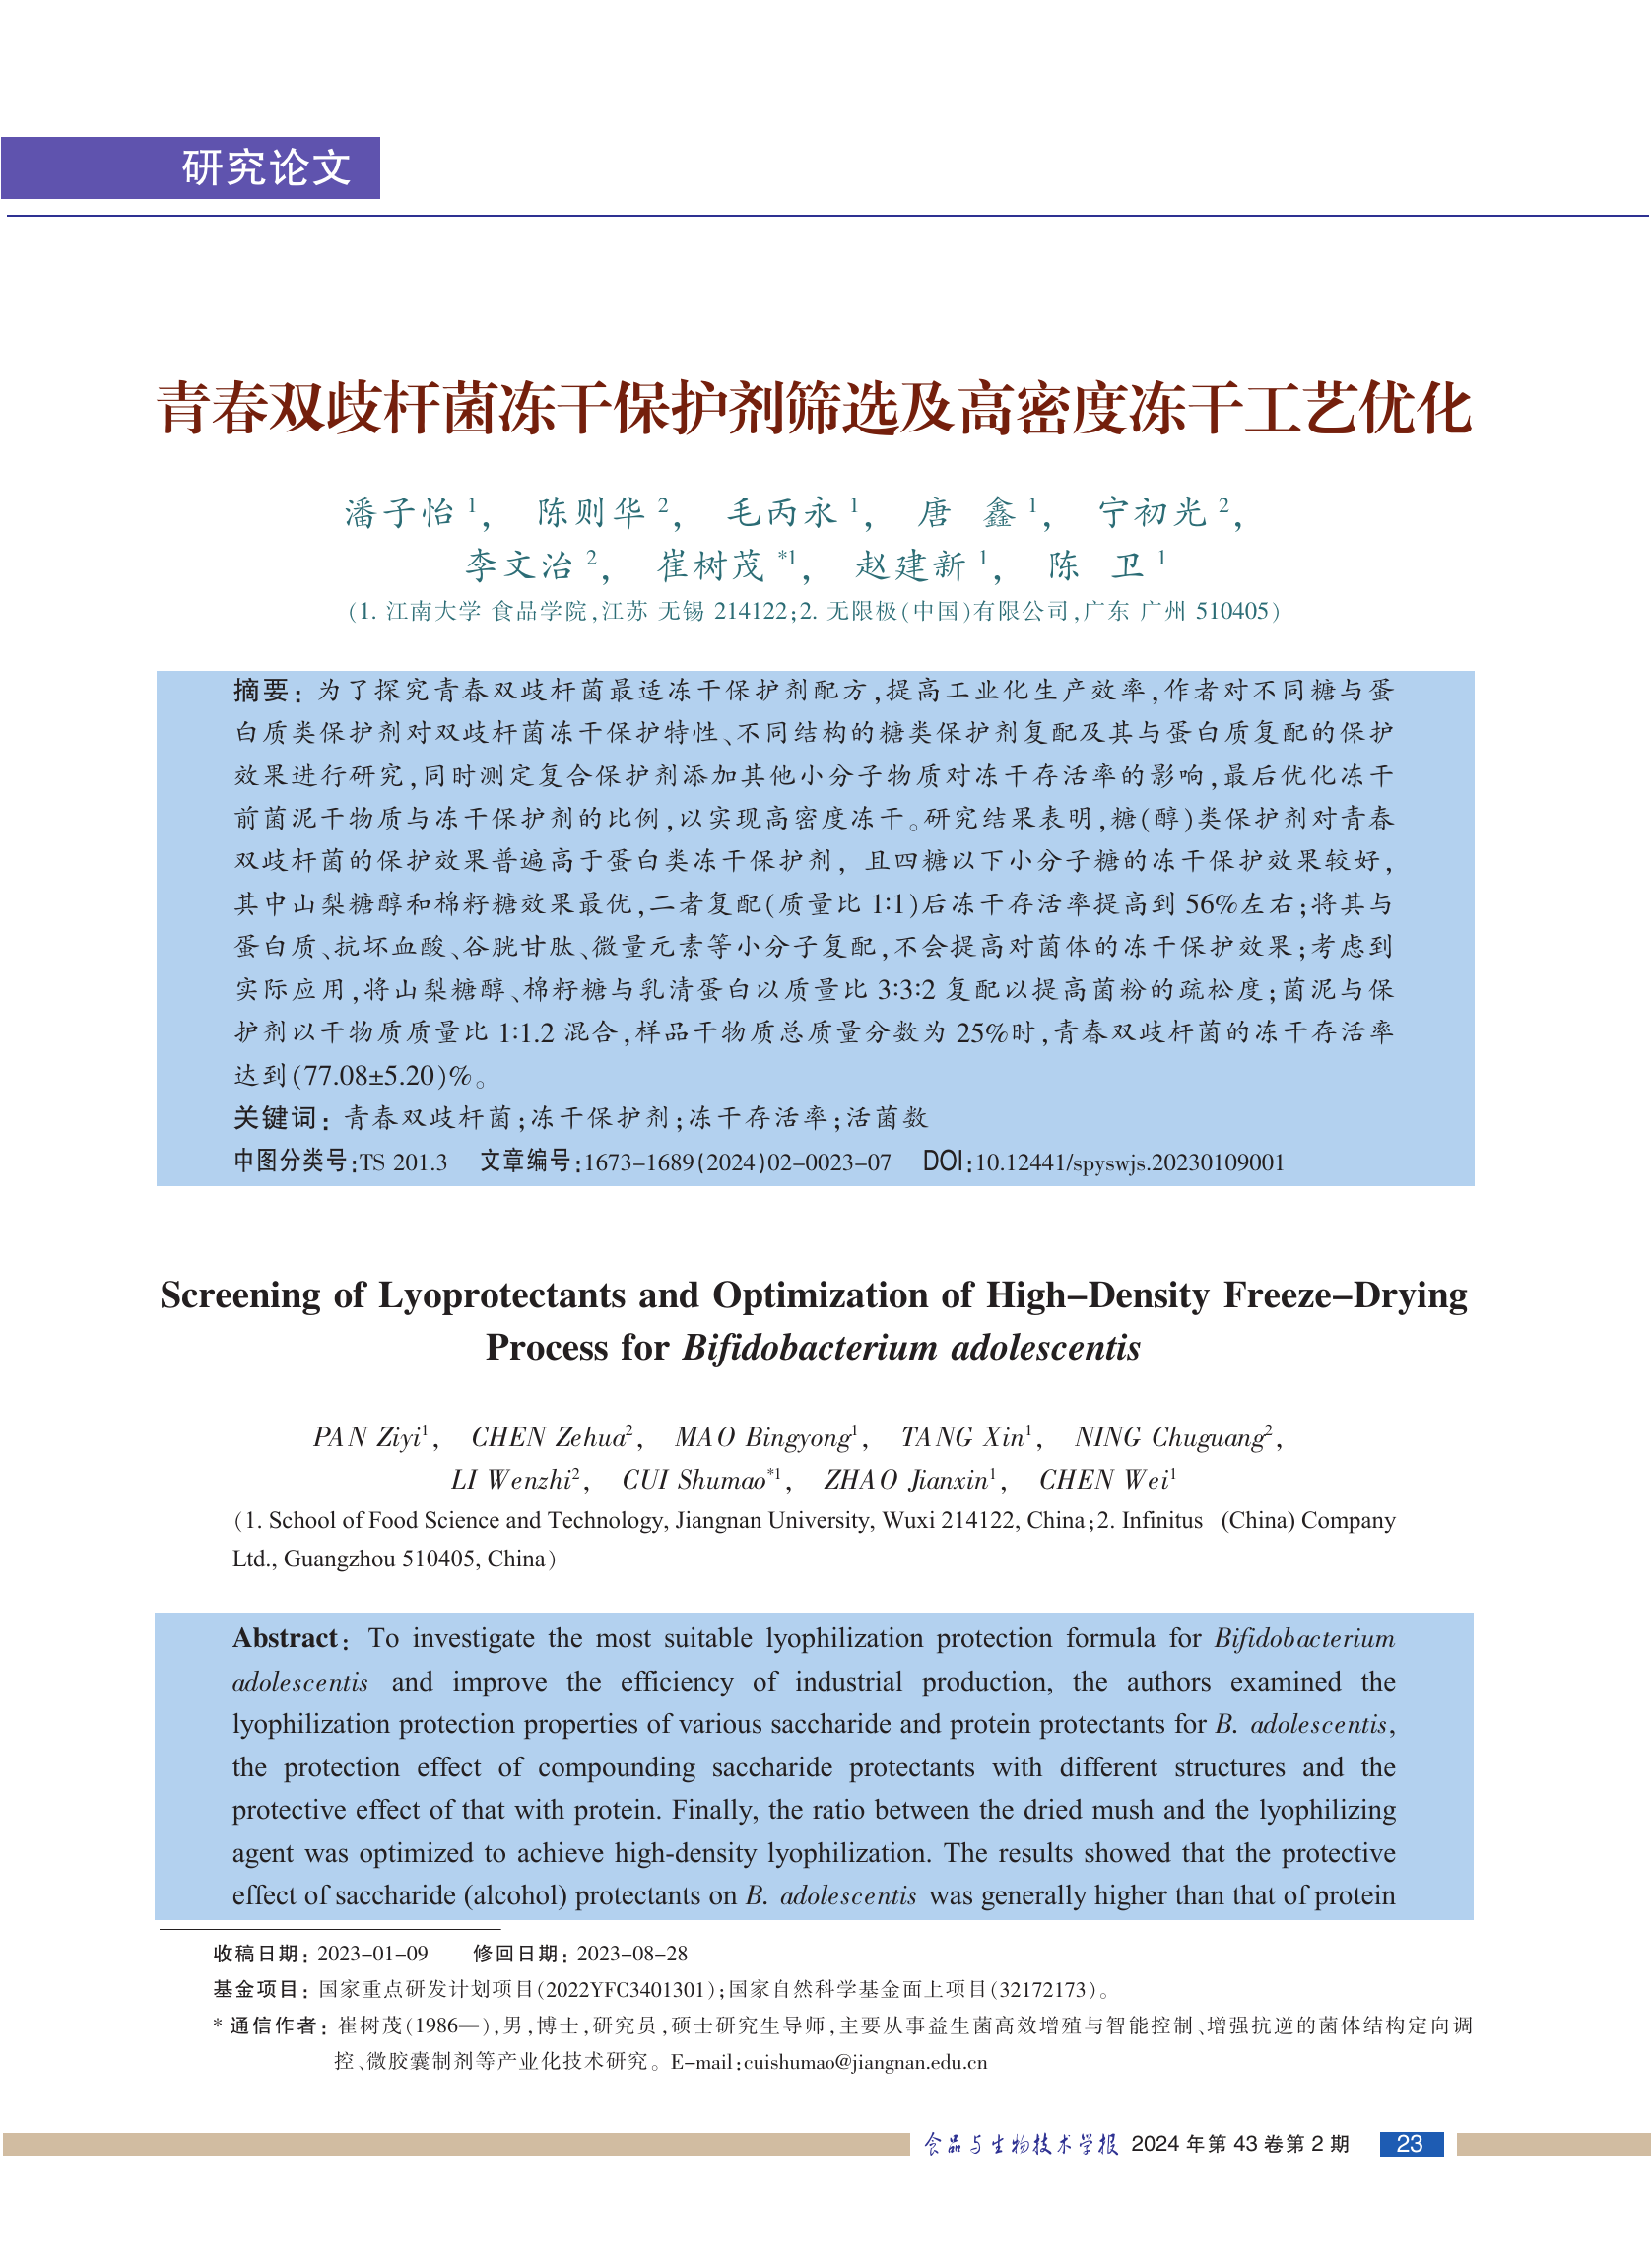 研究论文
青春双歧杆菌冻干保护剂筛选及高密度冻干工艺优化
潘子怡 1， 陈则华 2， 毛丙永 1， 唐 鑫 1， 宁初光 2，
李文治 2， 崔树茂 *1， 赵建新 1， 陈 卫 1
(1. 江南大学 食品学院,江苏 无锡 214122;2. 无限极(中国)有限公司,广东 广州 510405)
摘要：为了探究青春双歧杆菌最适冻干保护剂配方,提高工业化生产效率,作者对不同糖与蛋
白质类保护剂对双歧杆菌冻干保护特性、不同结构的糖类保护剂复配及其与蛋白质复配的保护
效果进行研究,同时测定复合保护剂添加其他小分子物质对冻干存活率的影响,最后优化冻干
前菌泥干物质与冻干保护剂的比例,以实现高密度冻干。研究结果表明,糖(醇)类保护剂对青春
双歧杆菌的保护效果普遍高于蛋白类冻干保护剂, 且四糖以下小分子糖的冻干保护效果较好,
其中山梨糖醇和棉籽糖效果最优,二者复配(质量比 1∶1)后冻干存活率提高到 56%左右;将其与
蛋白质、抗坏血酸、谷胱甘肽、微量元素等小分子复配,不会提高对菌体的冻干保护效果;考虑到
实际应用,将山梨糖醇、棉籽糖与乳清蛋白以质量比 3∶3∶2 复配以提高菌粉的疏松度;菌泥与保
护剂以干物质质量比 1∶1.2 混合,样品干物质总质量分数为 25%时,青春双歧杆菌的冻干存活率
达到(77.08±5.20)%。
关键词：青春双歧杆菌;冻干保护剂;冻干存活率;活菌数
中图分类号:TS 201.3 文章编号:1673-1689(2024)02-0023-07 DOI:10.12441/spyswjs.20230109001
Screening of Lyoprotectants and Optimization of High-Density Freeze-Drying
Process for Bifidobacterium adolescentis
PAN Ziyi1, CHEN Zehua2, MAO Bingyong1, TANG Xin1, NING Chuguang2,
LI Wenzhi2, CUI Shumao*1, ZHAO Jianxin1, CHEN Wei1
(1. School of Food Science and Technology, Jiangnan University, Wuxi 214122, China;2. Infinitus (China) Company
Ltd., Guangzhou 510405, China)
Abstract: To investigate the most suitable lyophilization protection formula for Bifidobacterium
adolescentis and improve the efficiency of industrial production, the authors examined the
lyophilization protection properties of various saccharide and protein protectants for B. adolescentis,
the protection effect of compounding saccharide protectants with different structures and the
protective effect of that with protein. Finally, the ratio between the dried mush and the lyophilizing
agent was optimized to achieve high-density lyophilization. The results showed that the protective
effect of saccharide (alcohol) protectants on B. adolescentis was generally higher than that of protein
收稿日期: 2023-01-09 修回日期: 2023-08-28
基金项目: 国家重点研发计划项目(2022YFC3401301);国家自然科学基金面上项目(32172173)。
* 通信作者: 崔树茂(1986—),男,博士,研究员,硕士研究生导师,主要从事益生菌高效增殖与智能控制、增强抗逆的菌体结构定向调
控、微胶囊制剂等产业化技术研究。E-mail:cuishumao@jiangnan.edu.cn
食品与生物技术学报 2024 年第 43 卷第 2 期 23